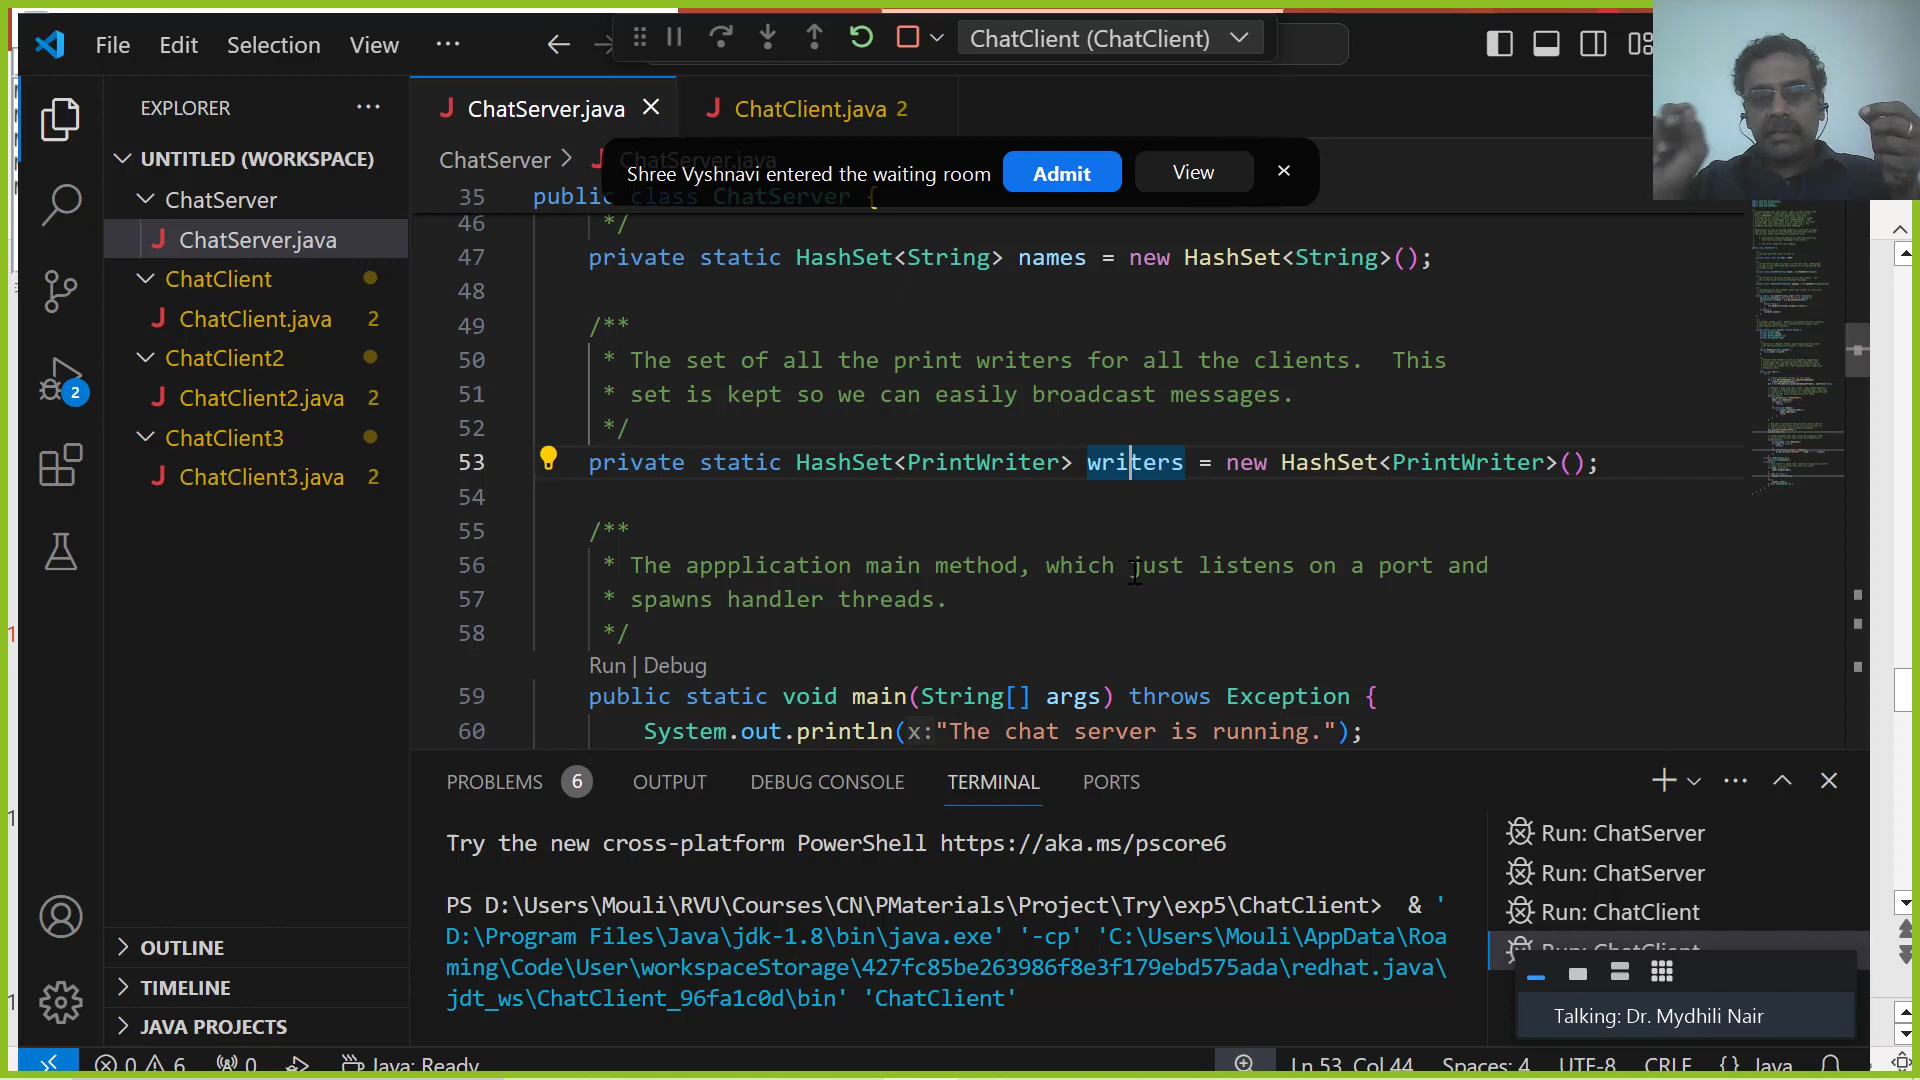 File Edit Selection View ··· ChatClient (ChatClient)
EXPLORER ···
UNTITLED (WORKSPACE)
ChatServer
ChatServer.java
ChatClient
ChatClient.java 2
ChatClient2
ChatClient2.java 2
ChatClient3
ChatClient3.java 2
2
OUTLINE
TIMELINE
JAVA PROJECTS
ChatServer.java ChatClient.java 2
ChatServer > ChatServer.java
Shree Vyshnavi entered the waiting room Admit View
35 public class ChatServer {
46 */
47 private static HashSet<String> names = new HashSet<String>();
48
49 /**
50 * The set of all the print writers for all the clients.  This
51 * set is kept so we can easily broadcast messages.
52 */
53 private static HashSet<PrintWriter> writers = new HashSet<PrintWriter>();
54
55 /**
56 * The appplication main method, which just listens on a port and
57 * spawns handler threads.
58 */
Run | Debug
59 public static void main(String[] args) throws Exception {
60 System.out.println(x:"The chat server is running.");
PROBLEMS 6 OUTPUT DEBUG CONSOLE TERMINAL PORTS
Try the new cross-platform PowerShell https://aka.ms/pscore6
PS D:\Users\Mouli\RVU\Courses\CN\PMaterials\Project\Try\exp5\ChatClient>  & '
D:\Program Files\Java\jdk-1.8\bin\java.exe' '-cp' 'C:\Users\Mouli\AppData\Roa
ming\Code\User\workspaceStorage\427fc85be263986f8e3f179ebd575ada\redhat.java\
jdt_ws\ChatClient_96fa1c0d\bin' 'ChatClient'
Run: ChatServer
Run: ChatServer
Run: ChatClient
Run: ChatClient
Talking: Dr. Mydhili Nair
0 6 0 Java: Ready Ln 53, Col 44 Spaces: 4 UTF-8 CRLF {} Java